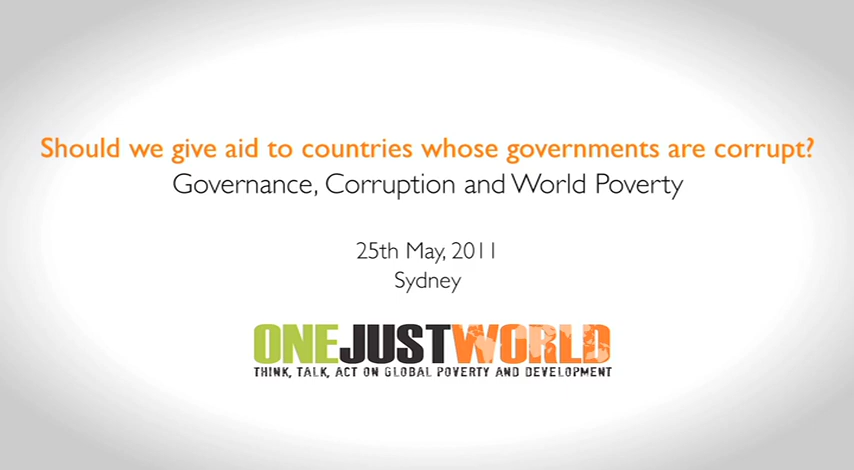 Should we give aid to countries whose governments are corrupt?
Governance, Corruption and World Poverty
25th May, 2011
Sydney
ONEJUSTWORLD
THINK, TALK, ACT ON GLOBAL POVERTY AND DEVELOPMENT